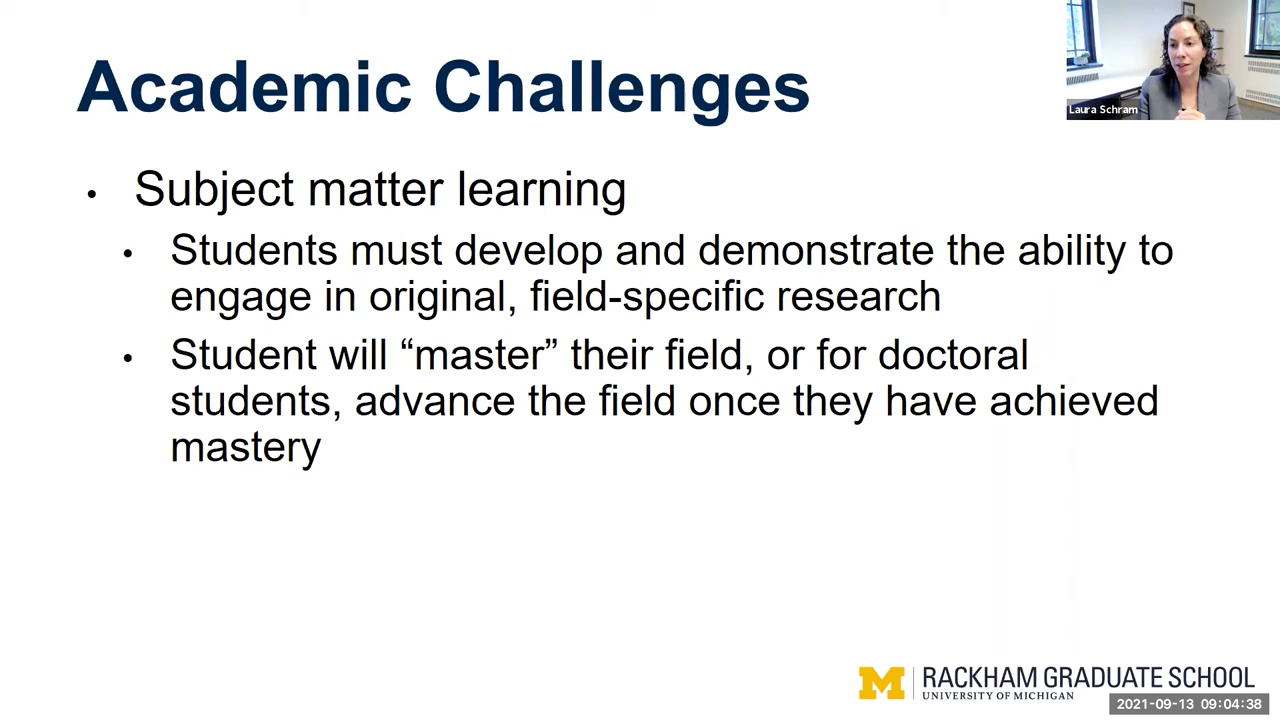 Academic Challenges
Laura Schram
• Subject matter learning
• Students must develop and demonstrate the ability to
engage in original, field-specific research
• Student will “master” their field, or for doctoral
students, advance the field once they have achieved
mastery
M RACKHAM GRADUATE SCHOOL
UNIVERSITY OF MICHIGAN
2021-09-13 09:04:38